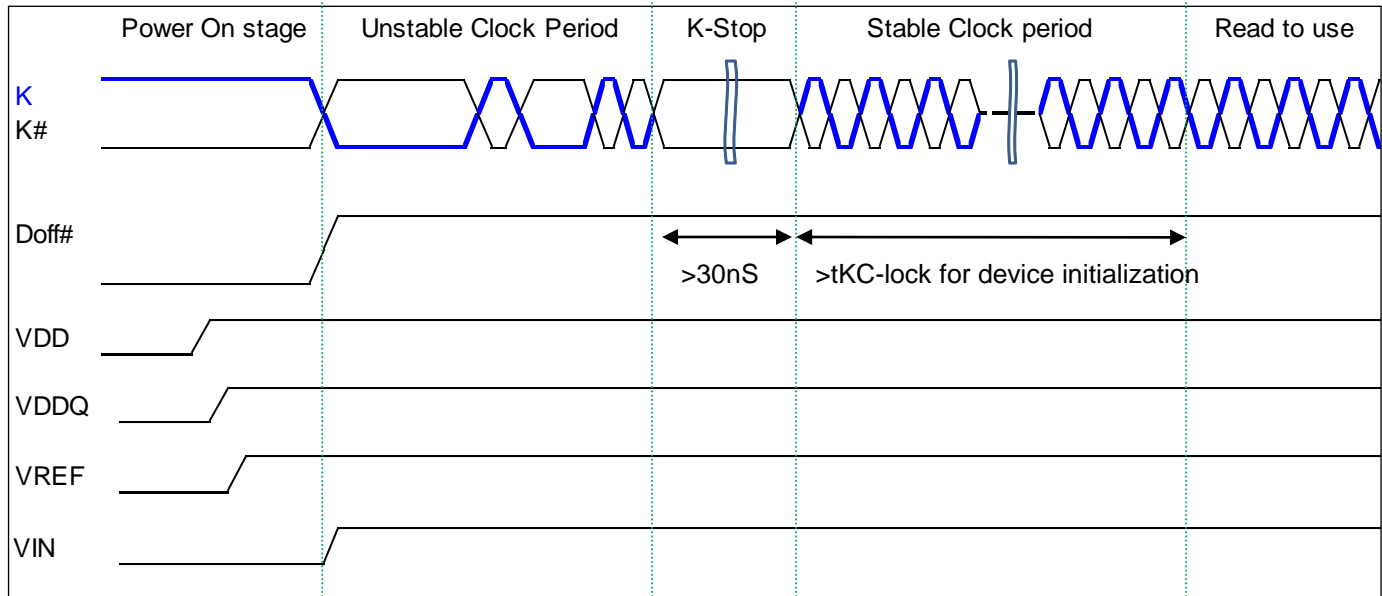 Power On stage Unstable Clock Period K-Stop Stable Clock period Read to use
K
K#
Doff#
>30nS >tKC-lock for device initialization
VDD
VDDQ
VREF
VIN